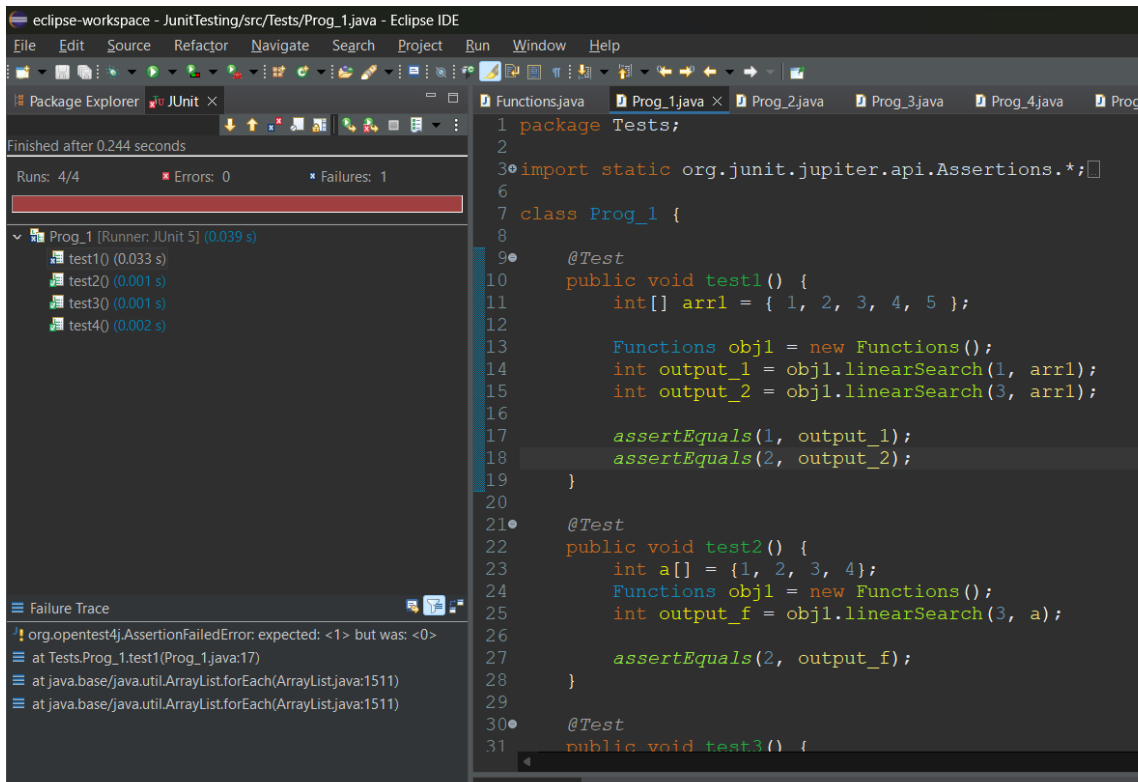 eclipse-workspace - JunitTesting/src/Tests/Prog_1.java - Eclipse IDE
File Edit Source Refactor Navigate Search Project Run Window Help
Package Explorer JUnit
Finished after 0.244 seconds
Runs: 4/4 Errors: 0 Failures: 1
Prog_1 [Runner: JUnit 5] (0.039 s)
test1() (0.033 s)
test2() (0.001 s)
test3() (0.001 s)
test4() (0.002 s)
Failure Trace
org.opentest4j.AssertionFailedError: expected: <1> but was: <0>
at Tests.Prog_1.test1(Prog_1.java:17)
at java.base/java.util.ArrayList.forEach(ArrayList.java:1511)
at java.base/java.util.ArrayList.forEach(ArrayList.java:1511)
Functions.java Prog_1.java Prog_2.java Prog_3.java Prog_4.java Prog
1 package Tests;
2
3 import static org.junit.jupiter.api.Assertions.*;
6
7 class Prog_1 {
8
9 @Test
10 public void test1() {
11 int[] arr1 = { 1, 2, 3, 4, 5 };
12
13 Functions obj1 = new Functions();
14 int output_1 = obj1.linearSearch(1, arr1);
15 int output_2 = obj1.linearSearch(3, arr1);
16
17 assertEquals(1, output_1);
18 assertEquals(2, output_2);
19 }
20
21 @Test
22 public void test2() {
23 int a[] = {1, 2, 3, 4};
24 Functions obj1 = new Functions();
25 int output_f = obj1.linearSearch(3, a);
26
27 assertEquals(2, output_f);
28 }
29
30 @Test
31 public void test3() {